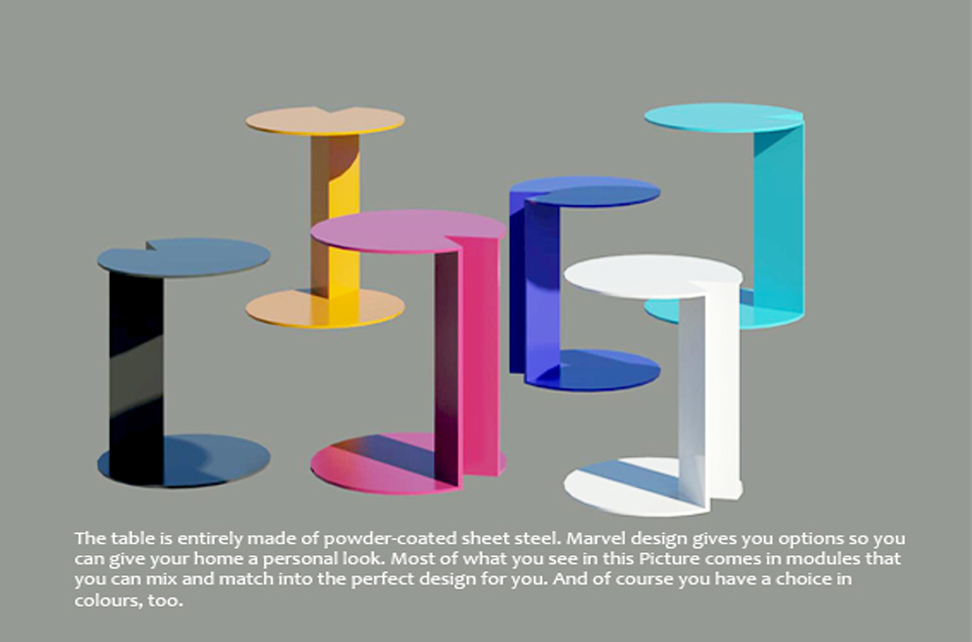 The table is entirely made of powder-coated sheet steel. Marvel design gives you options so you
can give your home a personal look. Most of what you see in this Picture comes in modules that
you can mix and match into the perfect design for you. And of course you have a choice in
colours, too.